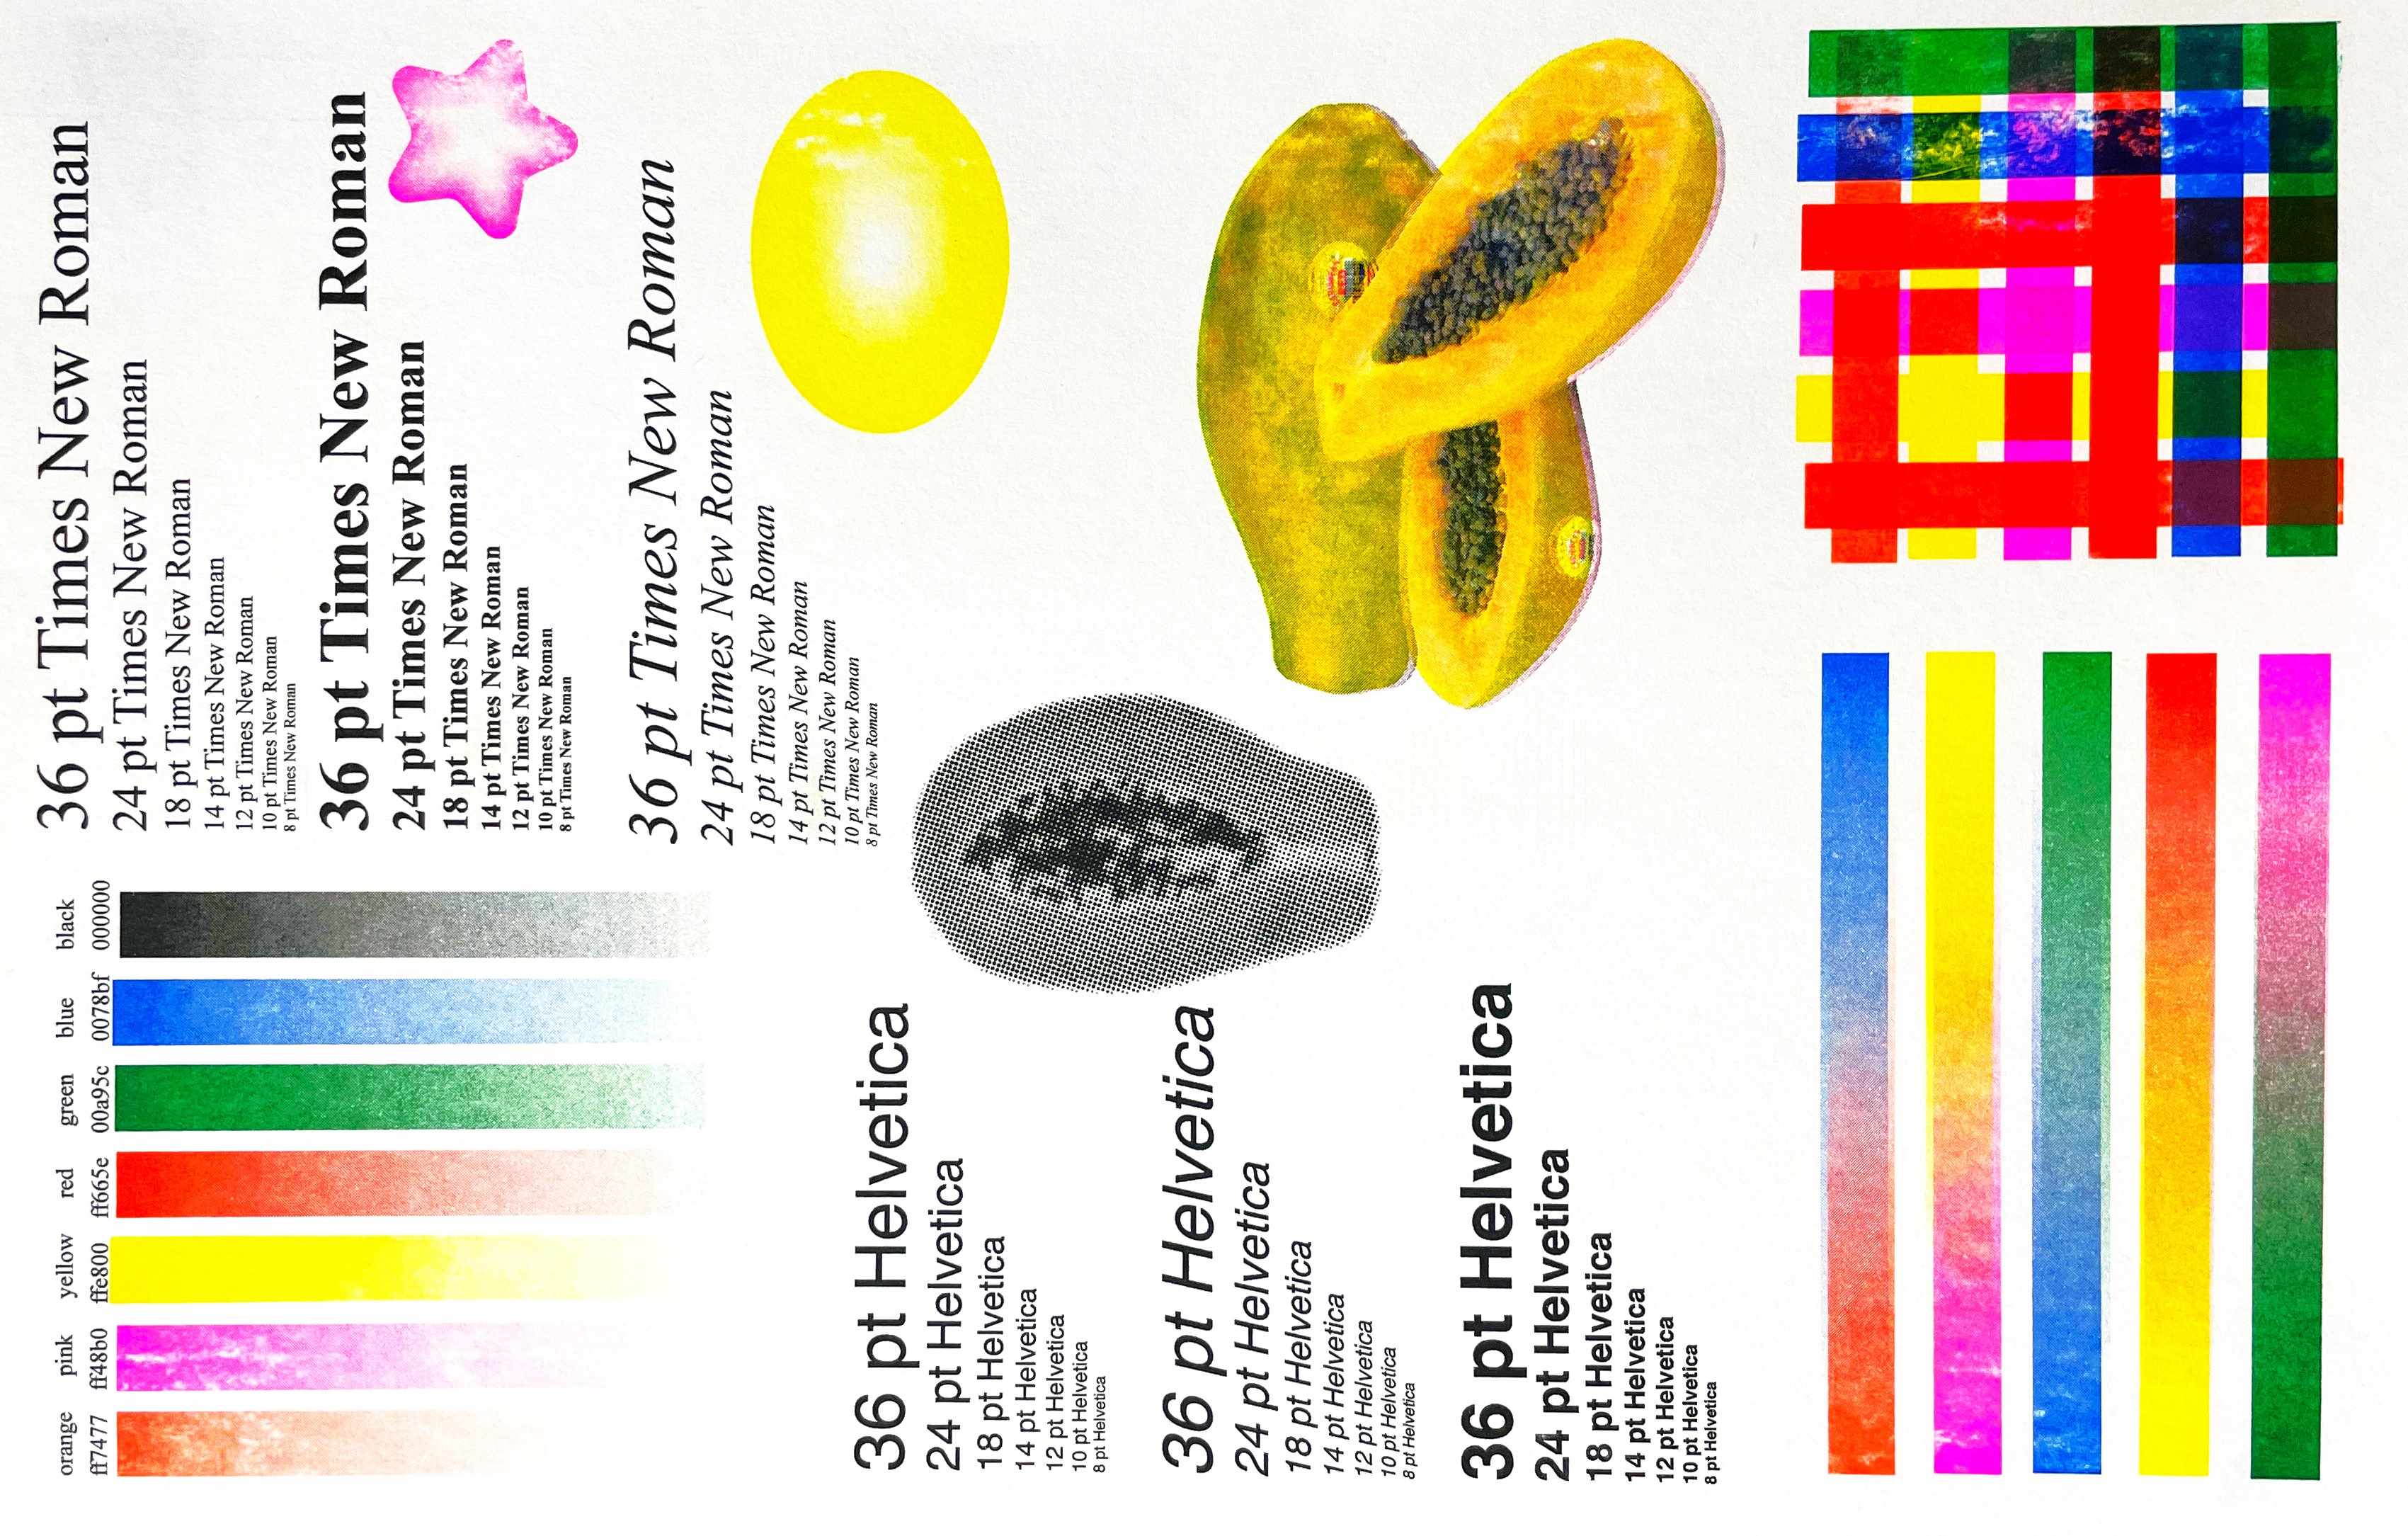 orange pink yellow red green blue black
ff7477 ff48b0 ffe800 ff665e 00a95c 0078bf 000000
36 pt Times New Roman
24 pt Times New Roman
18 pt Times New Roman
14 pt Times New Roman
12 pt Times New Roman
10 pt Times New Roman
8 pt Times New Roman
36 pt Times New Roman
24 pt Times New Roman
18 pt Times New Roman
14 pt Times New Roman
12 pt Times New Roman
10 pt Times New Roman
8 pt Times New Roman
36 pt Times New Roman
24 pt Times New Roman
18 pt Times New Roman
14 pt Times New Roman
12 pt Times New Roman
10 pt Times New Roman
8 pt Times New Roman
36 pt Helvetica
24 pt Helvetica
18 pt Helvetica
14 pt Helvetica
12 pt Helvetica
10 pt Helvetica
8 pt Helvetica
36 pt Helvetica
24 pt Helvetica
18 pt Helvetica
14 pt Helvetica
12 pt Helvetica
10 pt Helvetica
8 pt Helvetica
36 pt Helvetica
24 pt Helvetica
18 pt Helvetica
14 pt Helvetica
12 pt Helvetica
10 pt Helvetica
8 pt Helvetica